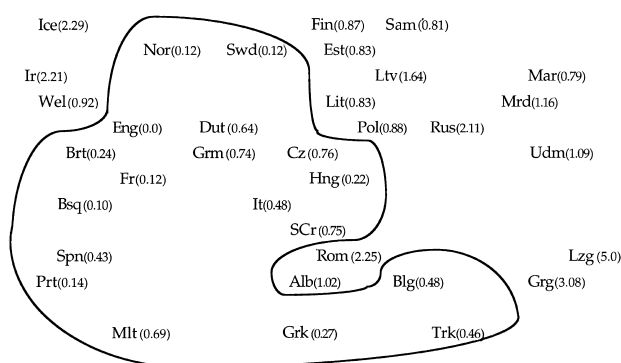 Ice(2.29) Fin(0.87) Sam(0.81)
Nor(0.12) Swd(0.12) Est(0.83)
Ir(2.21) Ltv(1.64) Mar(0.79)
Wel(0.92) Lit(0.83) Mrd(1.16)
Eng(0.0) Dut(0.64) Pol(0.88) Rus(2.11)
Brt(0.24) Grm(0.74) Cz(0.76) Udm(1.09)
Fr(0.12) Hng(0.22)
Bsq(0.10) It(0.48)
SCr(0.75)
Spn(0.43) Rom(2.25) Lzg(5.0)
Prt(0.14) Alb(1.02) Blg(0.48) Grg(3.08)
Mlt(0.69) Grk(0.27) Trk(0.46)